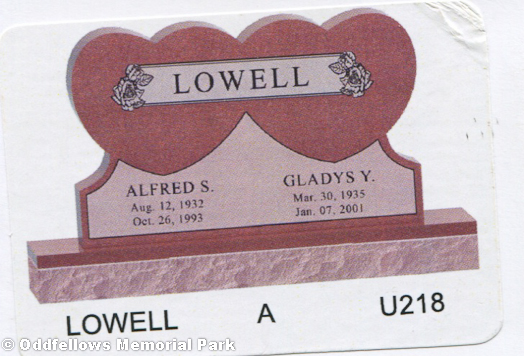 LOWELL
ALFRED S.
Aug. 12, 1932
Oct. 26, 1993
GLADYS Y.
Mar. 30, 1935
Jan. 07, 2001
LOWELL A U218
© Oddfellows Memorial Park